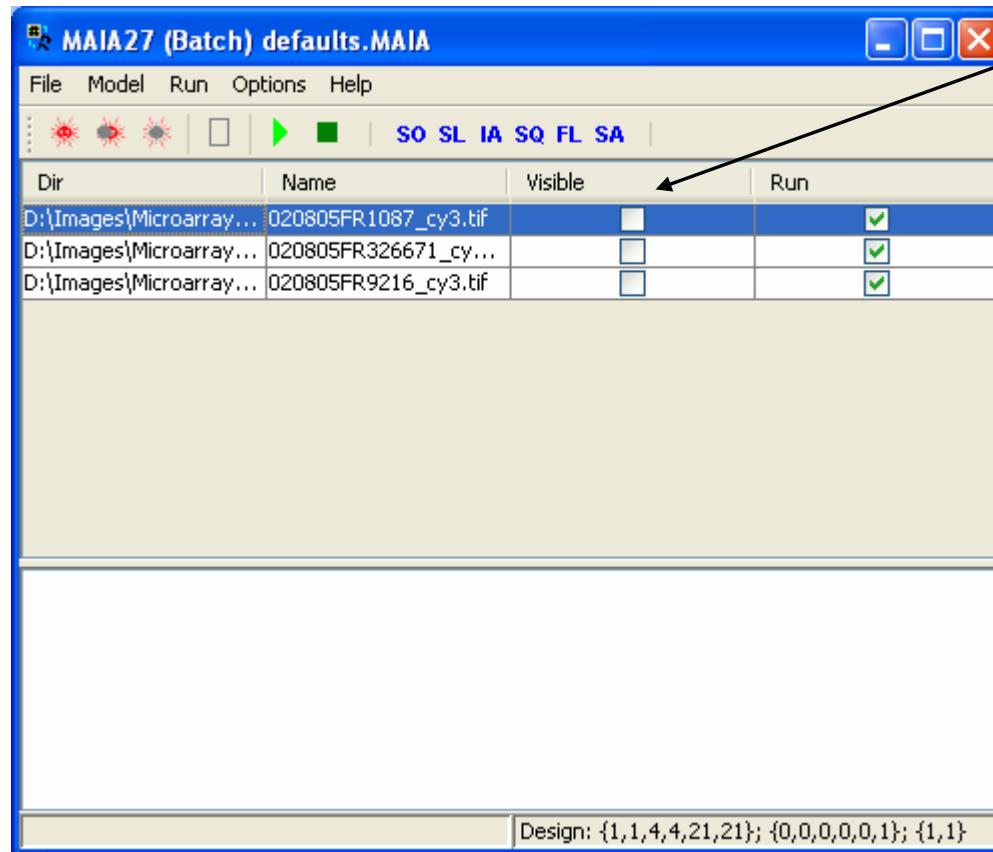 MAIA27 (Batch) defaults.MAIA
File Model Run Options Help
SO SL IA SQ FL SA
Dir Name Visible Run
D:\Images\Microarray... 020805FR1087_cy3.tif
D:\Images\Microarray... 020805FR326671_cy...
D:\Images\Microarray... 020805FR9216_cy3.tif
Design: {1,1,4,4,21,21}; {0,0,0,0,0,1}; {1,1}